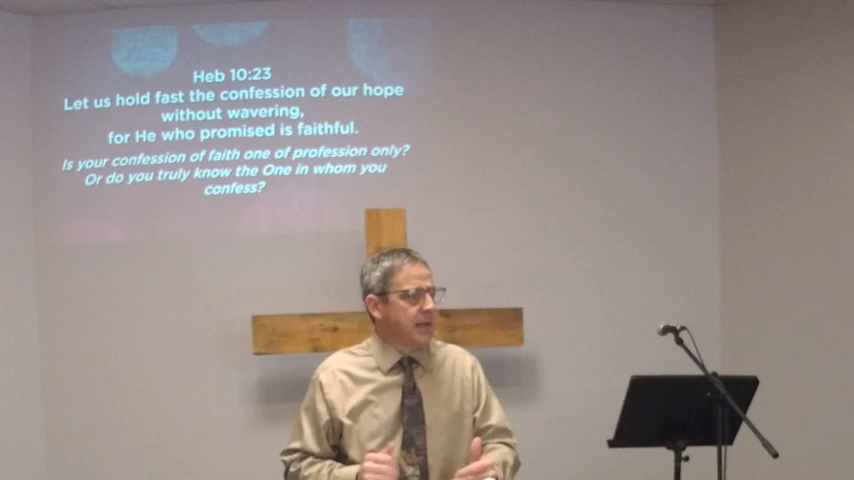 Heb 10:23
Let us hold fast the confession of our hope
without wavering,
for He who promised is faithful.
Is your confession of faith one of profession only?
Or do you truly know the One in whom you
confess?